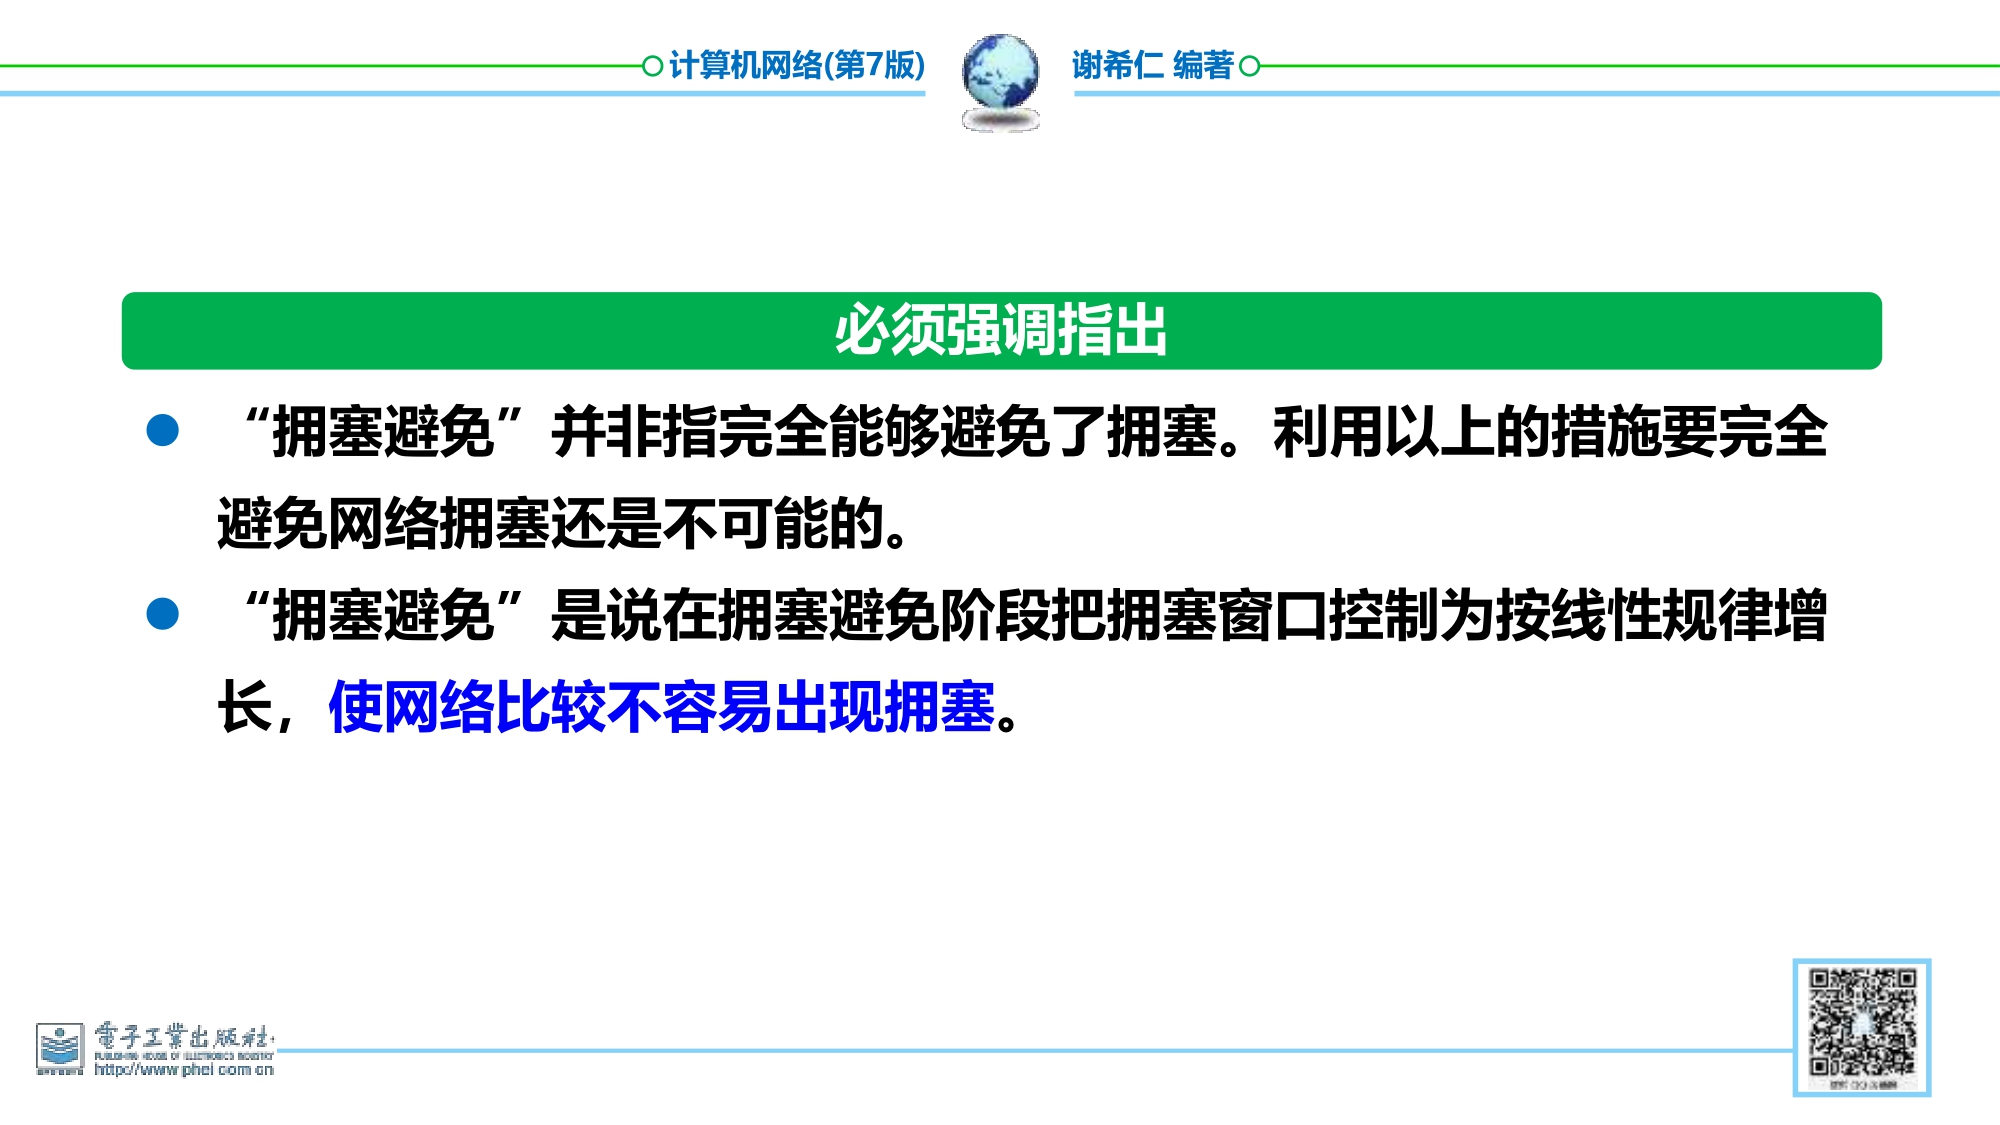 计算机网络(第7版) 谢希仁 编著
必须强调指出
“拥塞避免”并非指完全能够避免了拥塞。利用以上的措施要完全
避免网络拥塞还是不可能的。
“拥塞避免”是说在拥塞避免阶段把拥塞窗口控制为按线性规律增
长，使网络比较不容易出现拥塞。
電子工業出版社
PUBLISHING HOUSE OF ELECTRONICS INDUSTRY
http://www.phei.com.cn